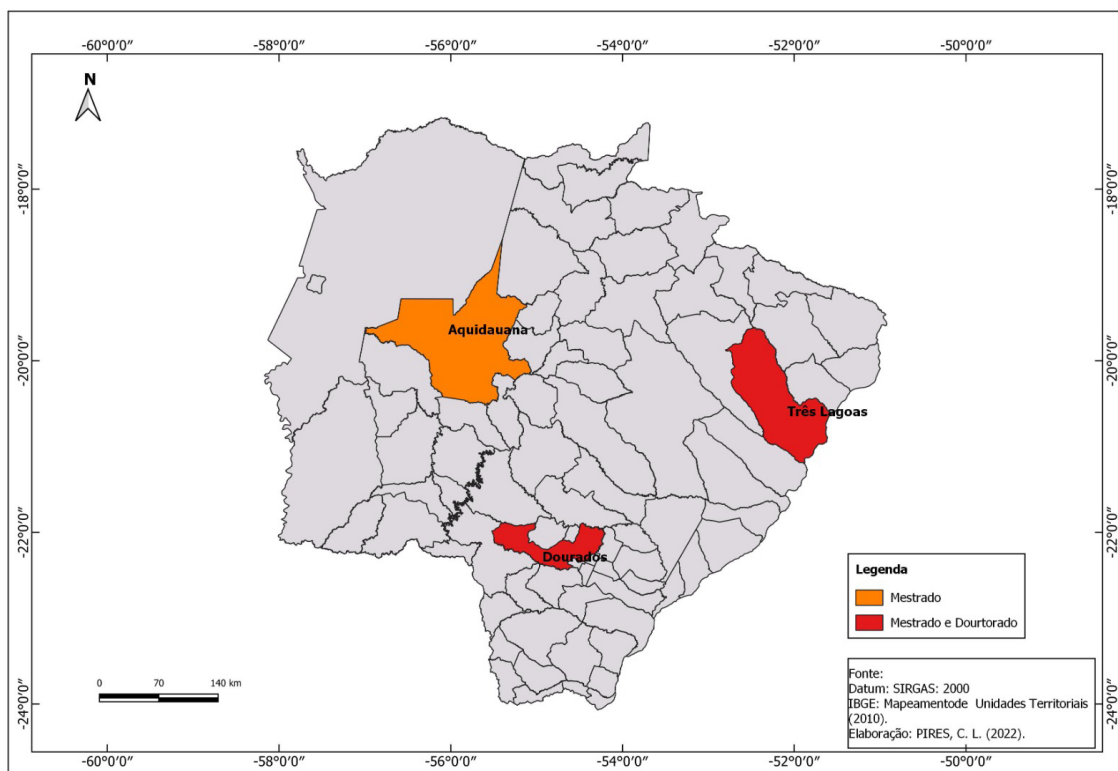 -60°0'0" -58°0'0" -56°0'0" -54°0'0" -52°0'0" -50°0'0"
N
-18°0'0" -18°0'0"
Aquidauana
-20°0'0" -20°0'0"
Três Lagoas
-22°0'0" -22°0'0"
Dourados
Legenda
Mestrado
Mestrado e Dourtorado
0 70 140 km
Fonte:
Datum: SIRGAS: 2000
IBGE: Mapeamentode Unidades Territoriais
(2010).
Elaboração: PIRES, C. L. (2022).
-24°0'0" -24°0'0"
-60°0'0" -58°0'0" -56°0'0" -54°0'0" -52°0'0" -50°0'0"